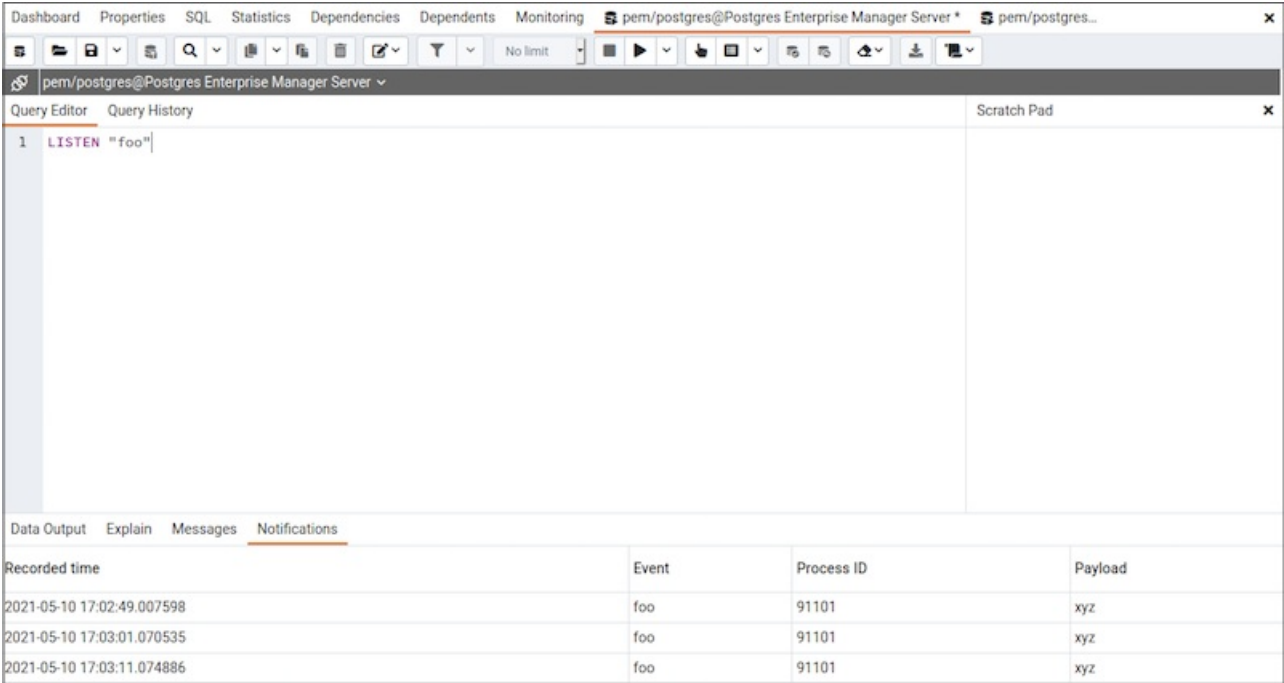 Dashboard Properties SQL Statistics Dependencies Dependents Monitoring pem/postgres@Postgres Enterprise Manager Server * pem/postgres...
No limit
pem/postgres@Postgres Enterprise Manager Server
Query Editor Query History Scratch Pad
1 LISTEN "foo"
Data Output Explain Messages Notifications
Recorded time Event Process ID Payload
2021-05-10 17:02:49.007598 foo 91101 xyz
2021-05-10 17:03:01.070535 foo 91101 xyz
2021-05-10 17:03:11.074886 foo 91101 xyz